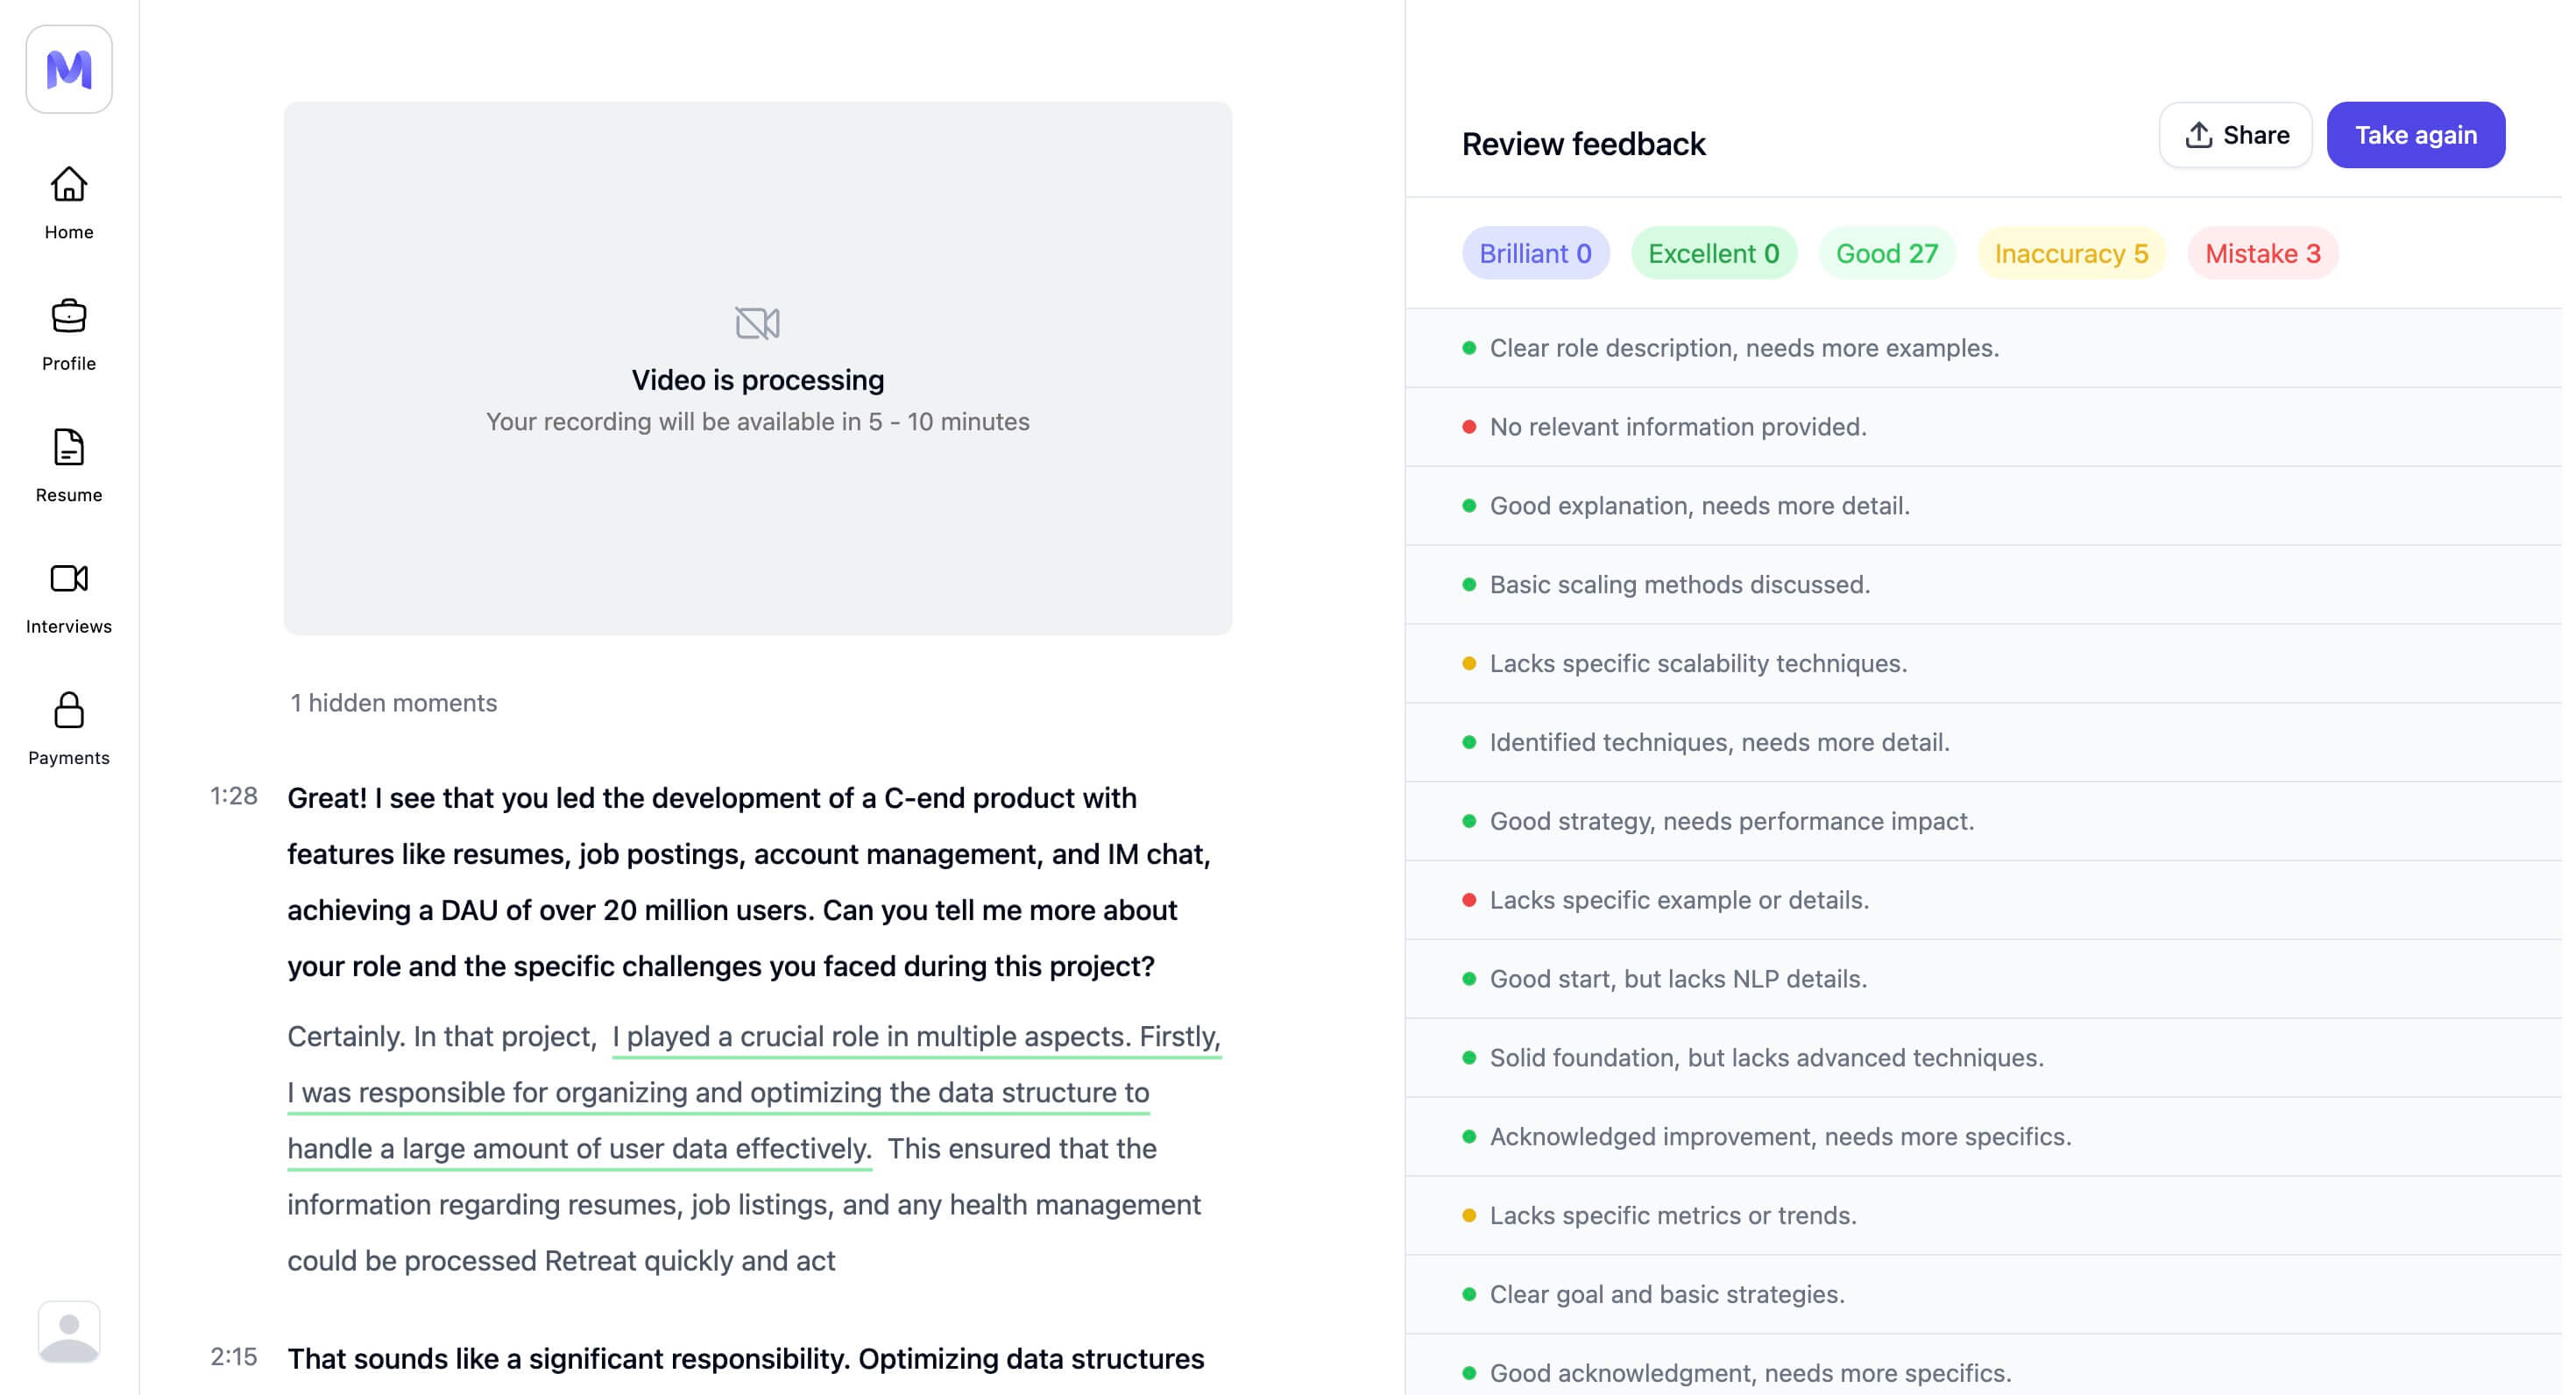 M
Home
Profile
Resume
Interviews
Payments
Video is processing
Your recording will be available in 5 - 10 minutes
1 hidden moments
1:28
Great! I see that you led the development of a C-end product with
features like resumes, job postings, account management, and IM chat,
achieving a DAU of over 20 million users. Can you tell me more about
your role and the specific challenges you faced during this project?
Certainly. In that project, I played a crucial role in multiple aspects. Firstly,
I was responsible for organizing and optimizing the data structure to
handle a large amount of user data effectively. This ensured that the
information regarding resumes, job listings, and any health management
could be processed Retreat quickly and act
2:15
That sounds like a significant responsibility. Optimizing data structures
Review feedback
Share
Take again
Brilliant 0
Excellent 0
Good 27
Inaccuracy 5
Mistake 3
Clear role description, needs more examples.
No relevant information provided.
Good explanation, needs more detail.
Basic scaling methods discussed.
Lacks specific scalability techniques.
Identified techniques, needs more detail.
Good strategy, needs performance impact.
Lacks specific example or details.
Good start, but lacks NLP details.
Solid foundation, but lacks advanced techniques.
Acknowledged improvement, needs more specifics.
Lacks specific metrics or trends.
Clear goal and basic strategies.
Good acknowledgment, needs more specifics.